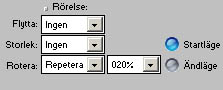 Rörelse:
Flytta: Ingen
Storlek: Ingen Startläge
Rotera: Repetera 020% Ändläge